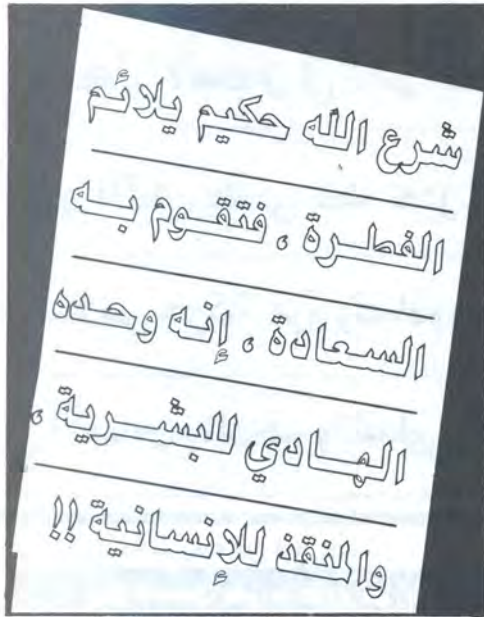 شرع الله حكيم يلائم
الفطرة ، فتقوم به
السعادة ، إنه وحده
الهادي للبشرية ،
والمنقذ للإنسانية !!